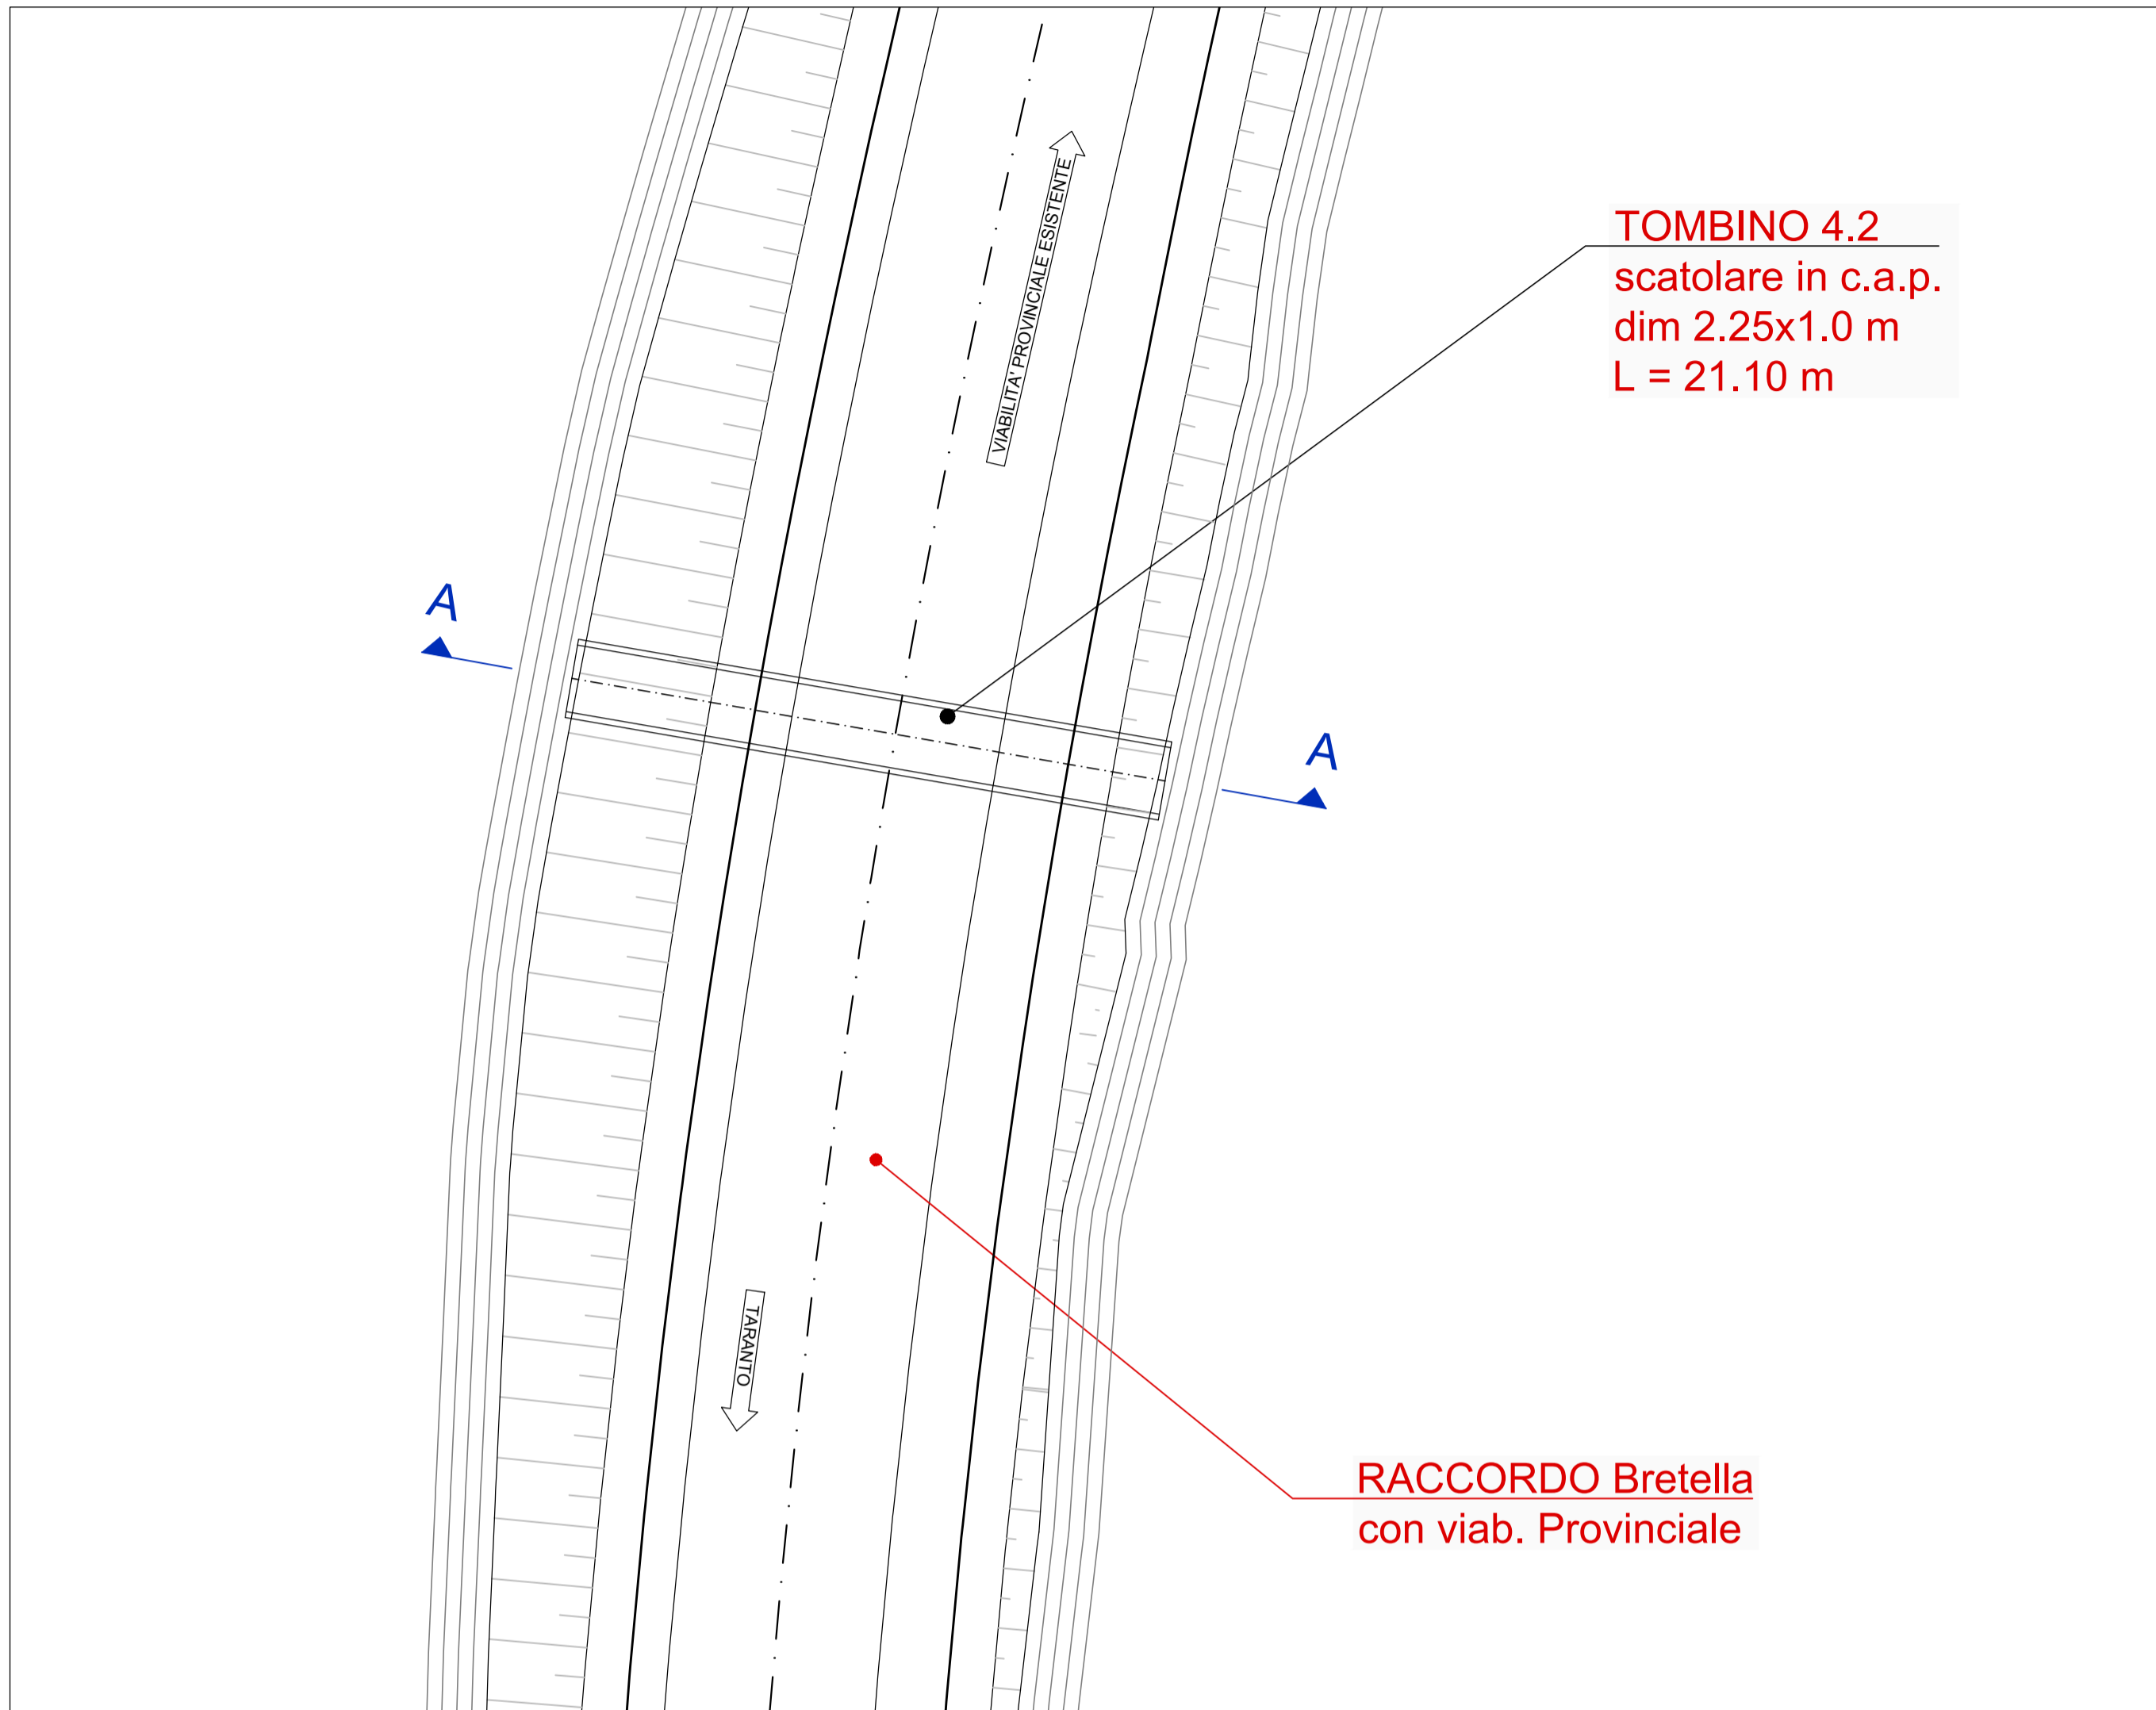 VIABILITA' PROVINCIALE ESISTENTE
TOMBINO 4.2
scatolare in c.a.p.
dim 2.25x1.0 m
L = 21.10 m
A
A
TARANTO
RACCORDO Bretella
con viab. Provinciale